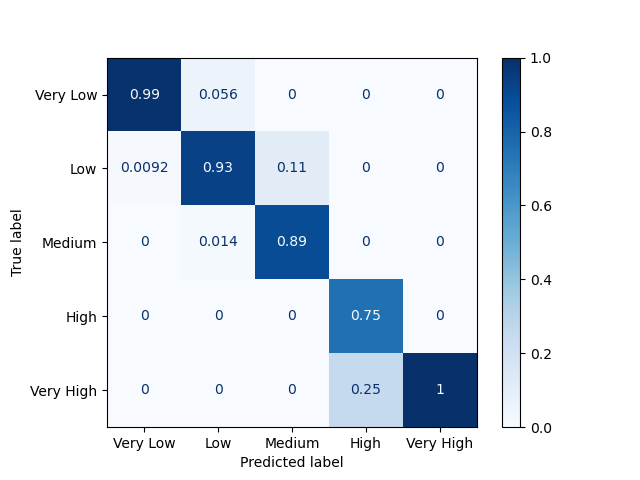 1.0
Very Low 0.99 0.056 0 0 0
0.8
Low 0.0092 0.93 0.11 0 0
0.6
Medium 0 0.014 0.89 0 0
True label
0.4
High 0 0 0 0.75 0
0.2
Very High 0 0 0 0.25 1
0.0
Very Low Low Medium High Very High
Predicted label